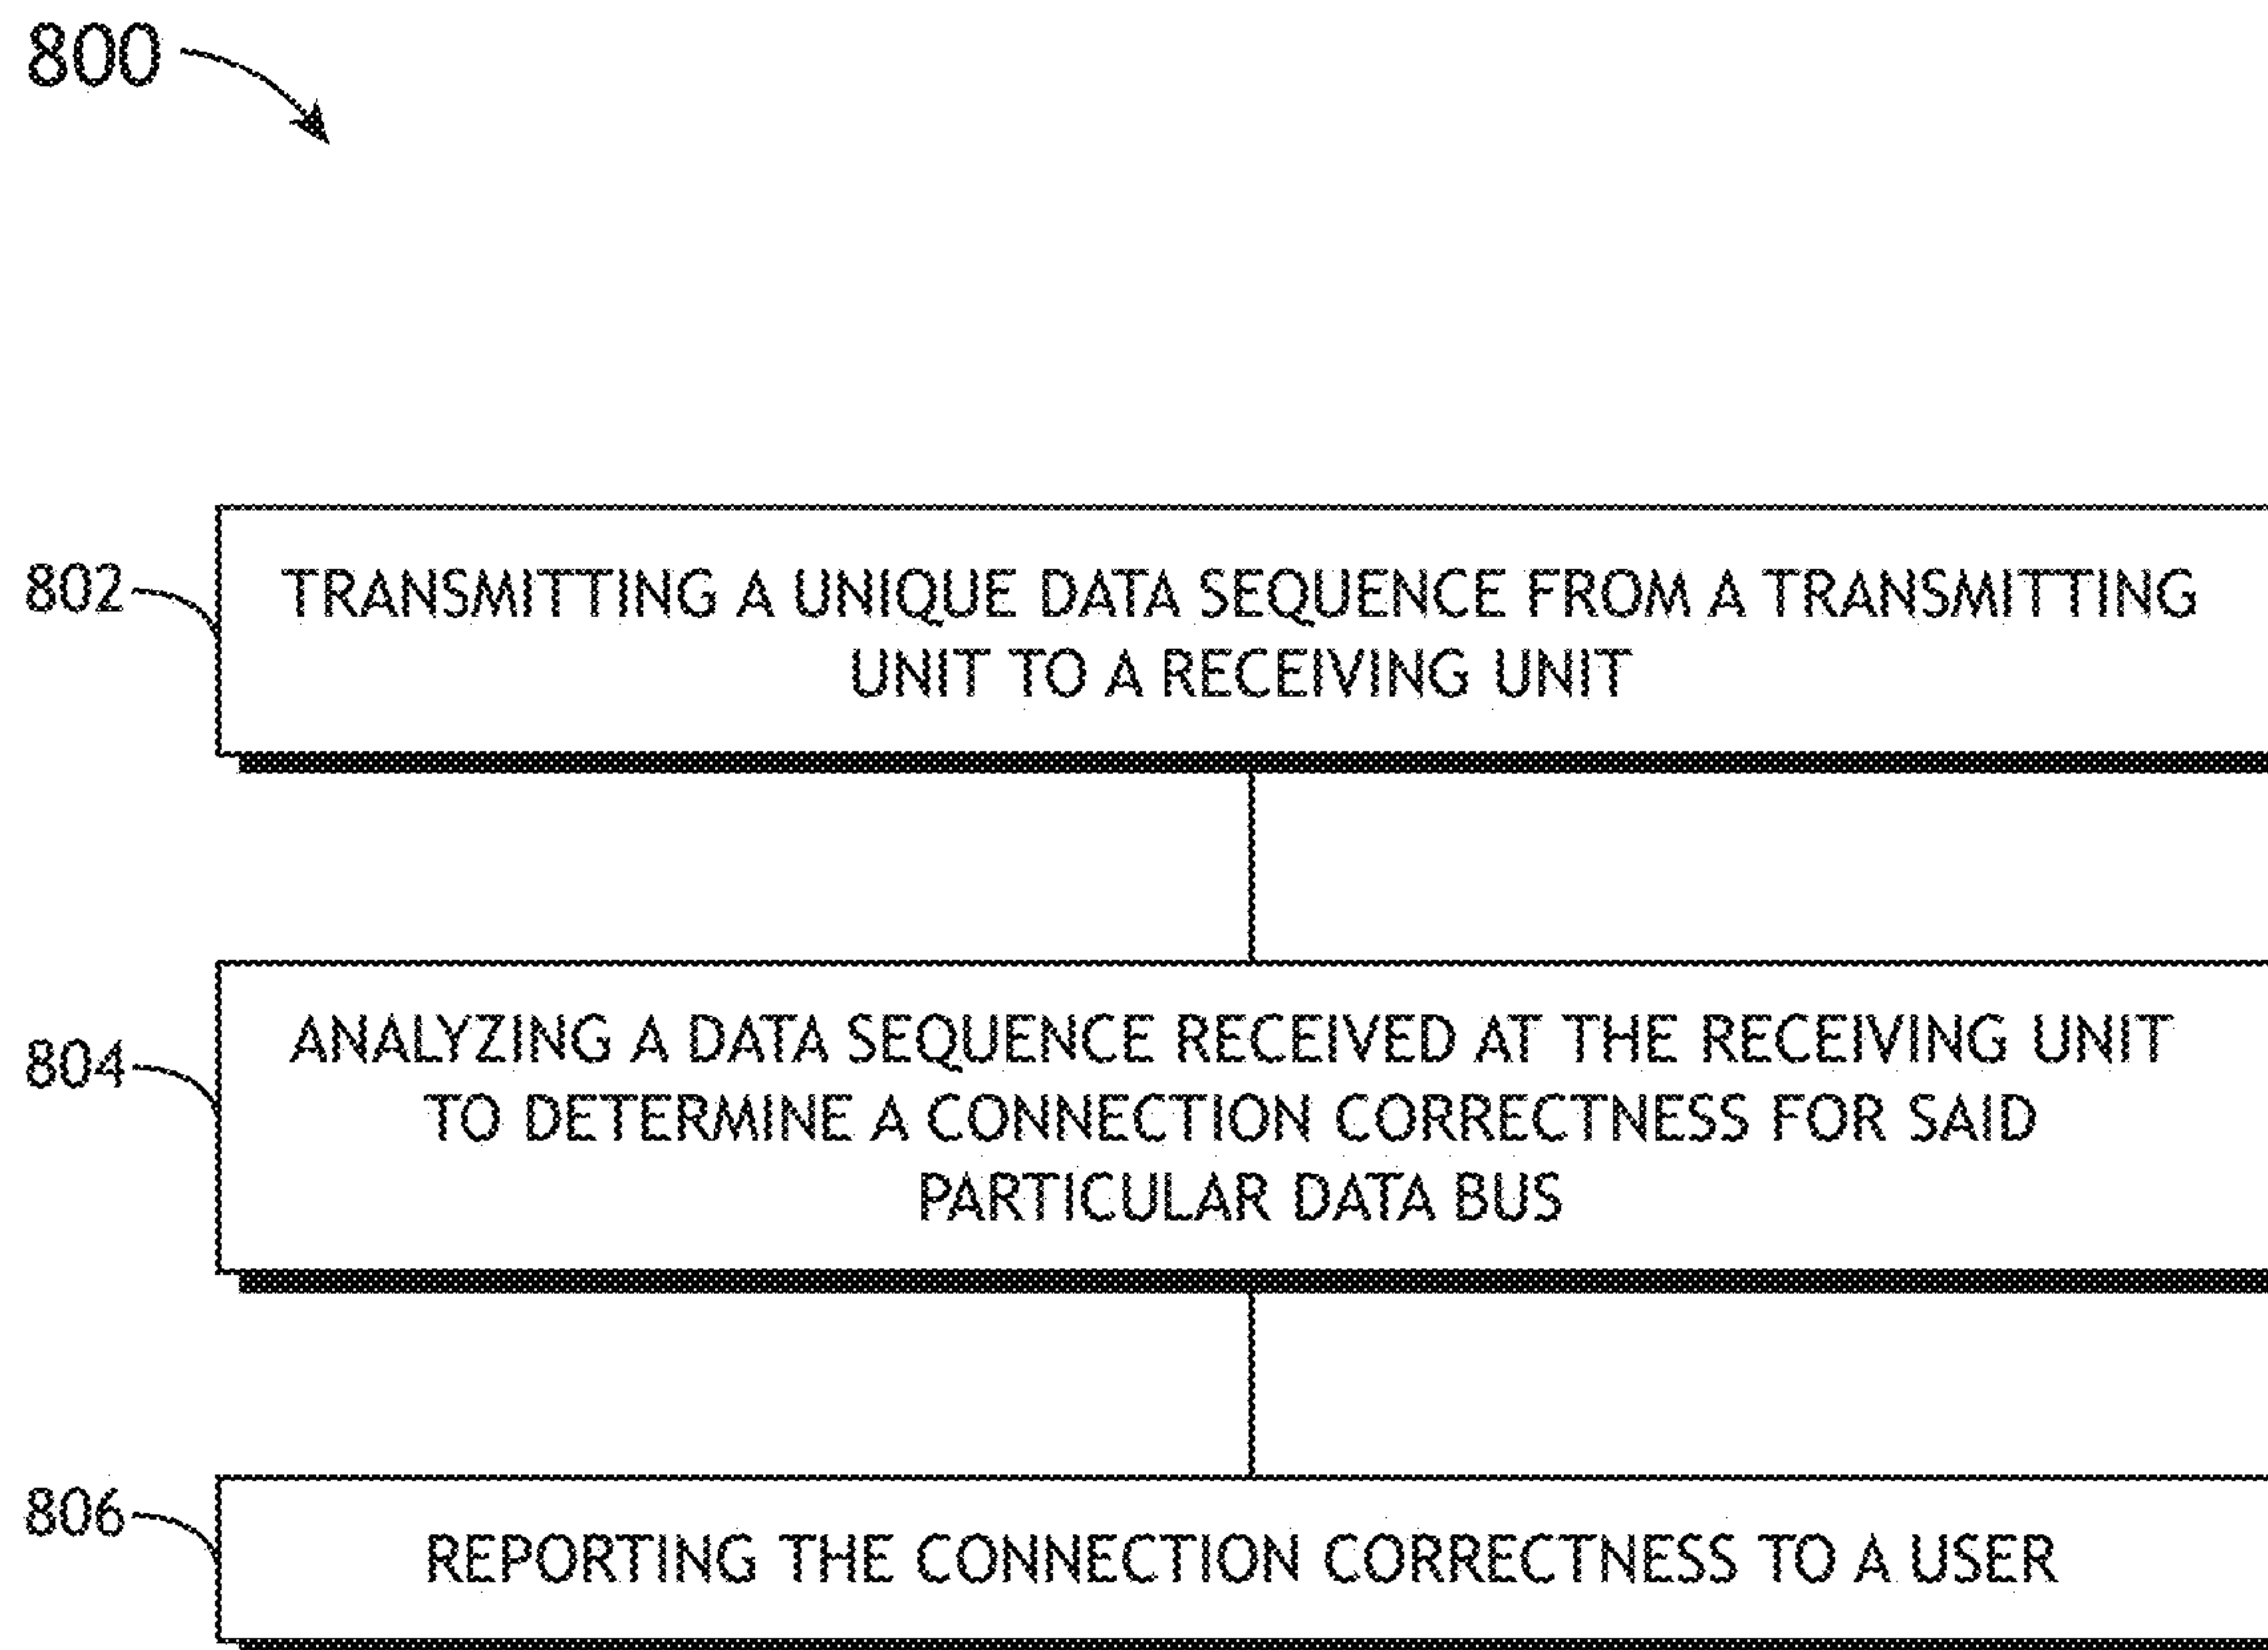 800
802
TRANSMITTING A UNIQUE DATA SEQUENCE FROM A TRANSMITTING
UNIT TO A RECEIVING UNIT
804
ANALYZING A DATA SEQUENCE RECEIVED AT THE RECEIVING UNIT
TO DETERMINE A CONNECTION CORRECTNESS FOR SAID
PARTICULAR DATA BUS
806
REPORTING THE CONNECTION CORRECTNESS TO A USER